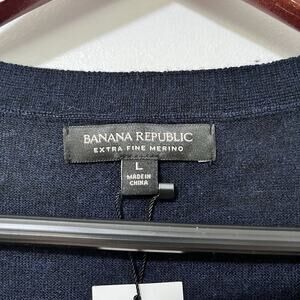 BANANA REPUBLIC
EXTRA FINE MERINO
L
MADE IN
CHINA